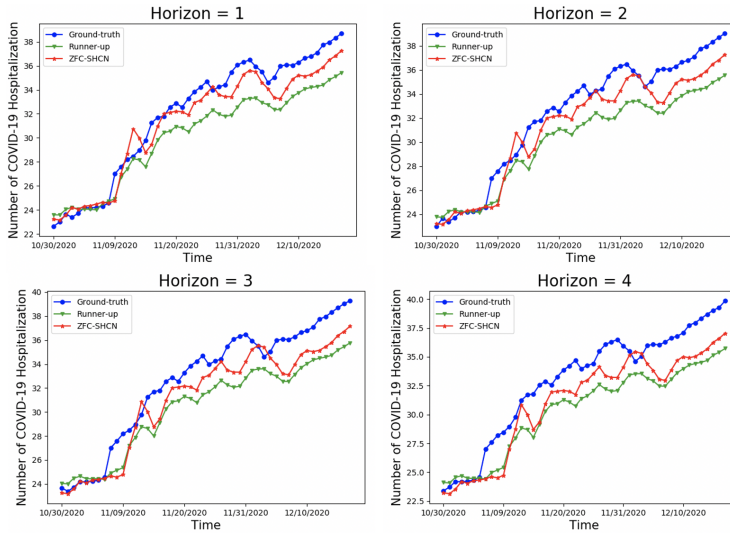 Horizon = 1
Number of COVID-19 Hospitalization
38
36
34
32
30
28
26
24
22
Ground-truth
Runner-up
ZFC-SHCN
10/30/2020
11/09/2020
11/20/2020
11/31/2020
12/10/2020
Time
Horizon = 2
Number of COVID-19 Hospitalization
38
36
34
32
30
28
26
24
Ground-truth
Runner-up
ZFC-SHCN
10/30/2020
11/09/2020
11/20/2020
11/31/2020
12/10/2020
Time
Horizon = 3
Number of COVID-19 Hospitalization
40
38
36
34
32
30
28
26
24
Ground-truth
Runner-up
ZFC-SHCN
10/30/2020
11/09/2020
11/20/2020
11/31/2020
12/10/2020
Time
Horizon = 4
Number of COVID-19 Hospitalization
40.0
37.5
35.0
32.5
30.0
27.5
25.0
22.5
Ground-truth
Runner-up
ZFC-SHCN
10/30/2020
11/09/2020
11/20/2020
11/31/2020
12/10/2020
Time